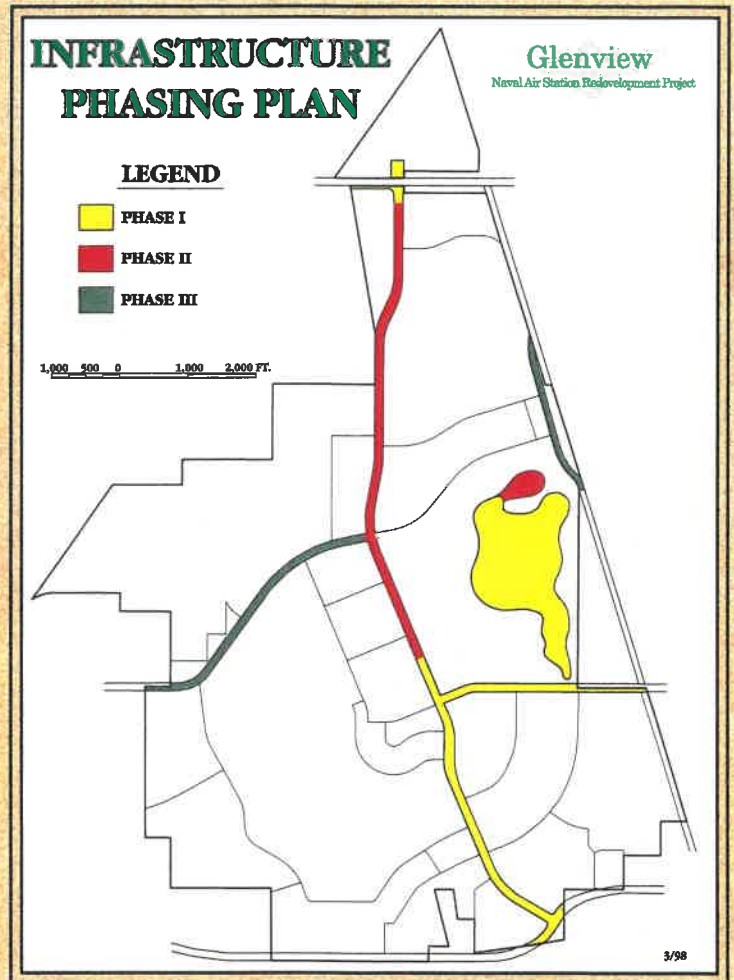 INFRASTRUCTURE
PHASING PLAN
Glenview
Naval Air Station Redevelopment Project
LEGEND
PHASE I
PHASE II
PHASE III
1,000 500 0 1,000 2,000 FT.
3/98